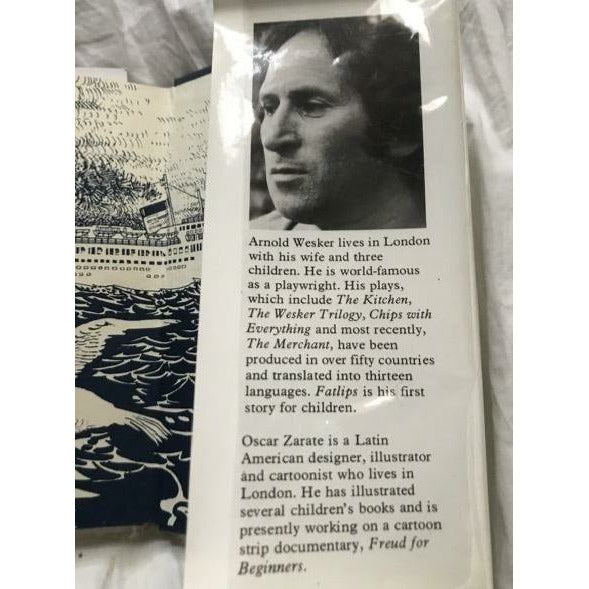 Arnold Wesker lives in London
with his wife and three
children. He is world-famous
as a playwright. His plays,
which include The Kitchen,
The Wesker Trilogy, Chips with
Everything and most recently,
The Merchant, have been
produced in over fifty countries
and translated into thirteen
languages. Fatlips is his first
story for children.
Oscar Zarate is a Latin
American designer, illustrator
and cartoonist who lives in
London. He has illustrated
several children's books and is
presently working on a cartoon
strip documentary, Freud for
Beginners.